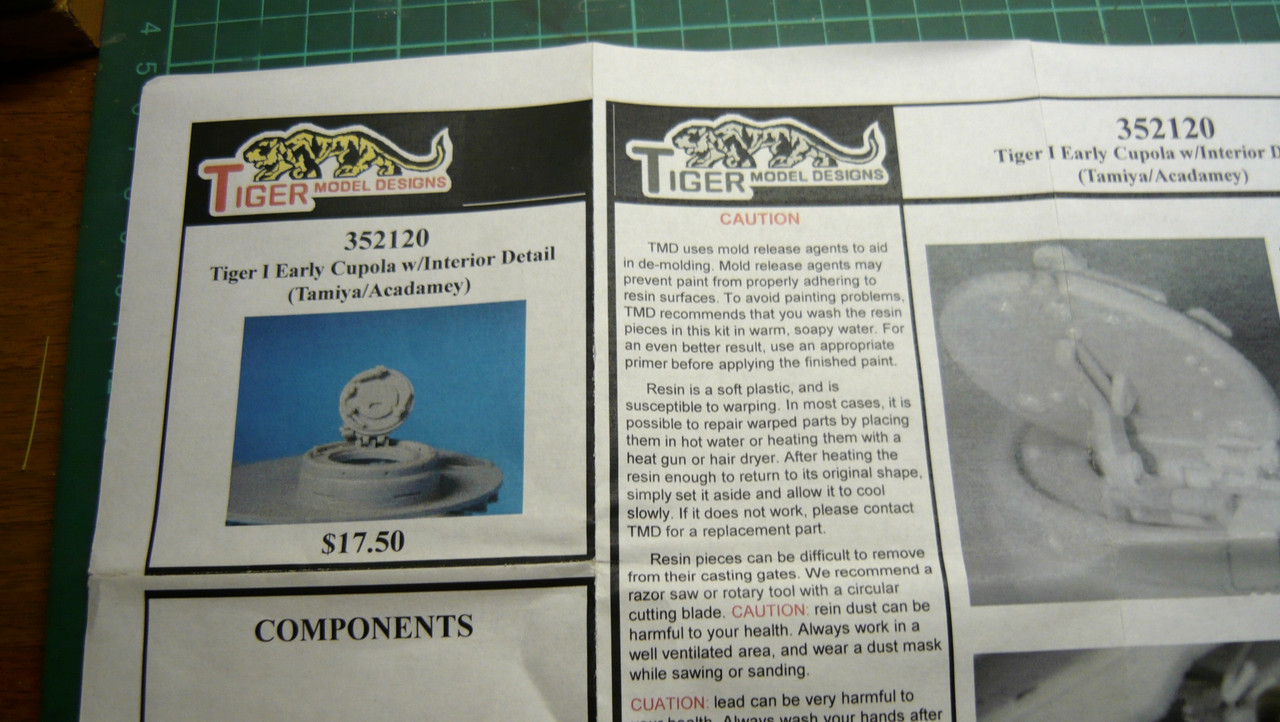 4
5
TIGER MODEL DESIGNS
352120
Tiger I Early Cupola w/Interior Detail
(Tamiya/Acadamey)
$17.50
COMPONENTS
TIGER MODEL DESIGNS
CAUTION
TMD uses mold release agents to aid
in de-molding. Mold release agents may
prevent paint from properly adhering to
resin surfaces. To avoid painting problems,
TMD recommends that you wash the resin
pieces in this kit in warm, soapy water. For
an even better result, use an appropriate
primer before applying the finished paint.
Resin is a soft plastic, and is
susceptible to warping. In most cases, it is
possible to repair warped parts by placing
them in hot water or heating them with a
heat gun or hair dryer. After heating the
resin enough to return to its original shape,
simply set it aside and allow it to cool
slowly. If it does not work, please contact
TMD for a replacement part.
Resin pieces can be difficult to remove
from their casting gates. We recommend a
razor saw or rotary tool with a circular
cutting blade. CAUTION: rein dust can be
harmful to your health. Always work in a
well ventilated area, and wear a dust mask
while sawing or sanding.
CUATION: lead can be very harmful to
your health. Always wash your hands after
352120
Tiger I Early Cupola w/Interior D
(Tamiya/Acadamey)